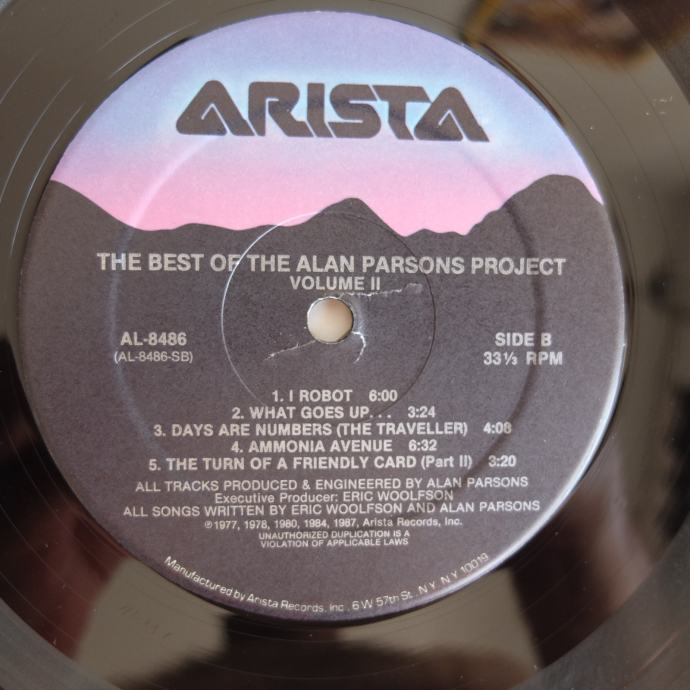 ARISTA
THE BEST OF THE ALAN PARSONS PROJECT
VOLUME II
AL-8486
(AL-8486-SB)
SIDE B
33⅓ RPM
1. I ROBOT 6:00
2. WHAT GOES UP. . . 3:24
3. DAYS ARE NUMBERS (THE TRAVELLER) 4:08
4. AMMONIA AVENUE 6:32
5. THE TURN OF A FRIENDLY CARD (Part II) 3:20
ALL TRACKS PRODUCED & ENGINEERED BY ALAN PARSONS
Executive Producer: ERIC WOOLFSON
ALL SONGS WRITTEN BY ERIC WOOLFSON AND ALAN PARSONS
℗1977, 1978, 1980, 1984, 1987, Arista Records, Inc.
UNAUTHORIZED DUPLICATION IS A
VIOLATION OF APPLICABLE LAWS
Manufactured by Arista Records, Inc., 6 W 57th St., N Y N Y 10019